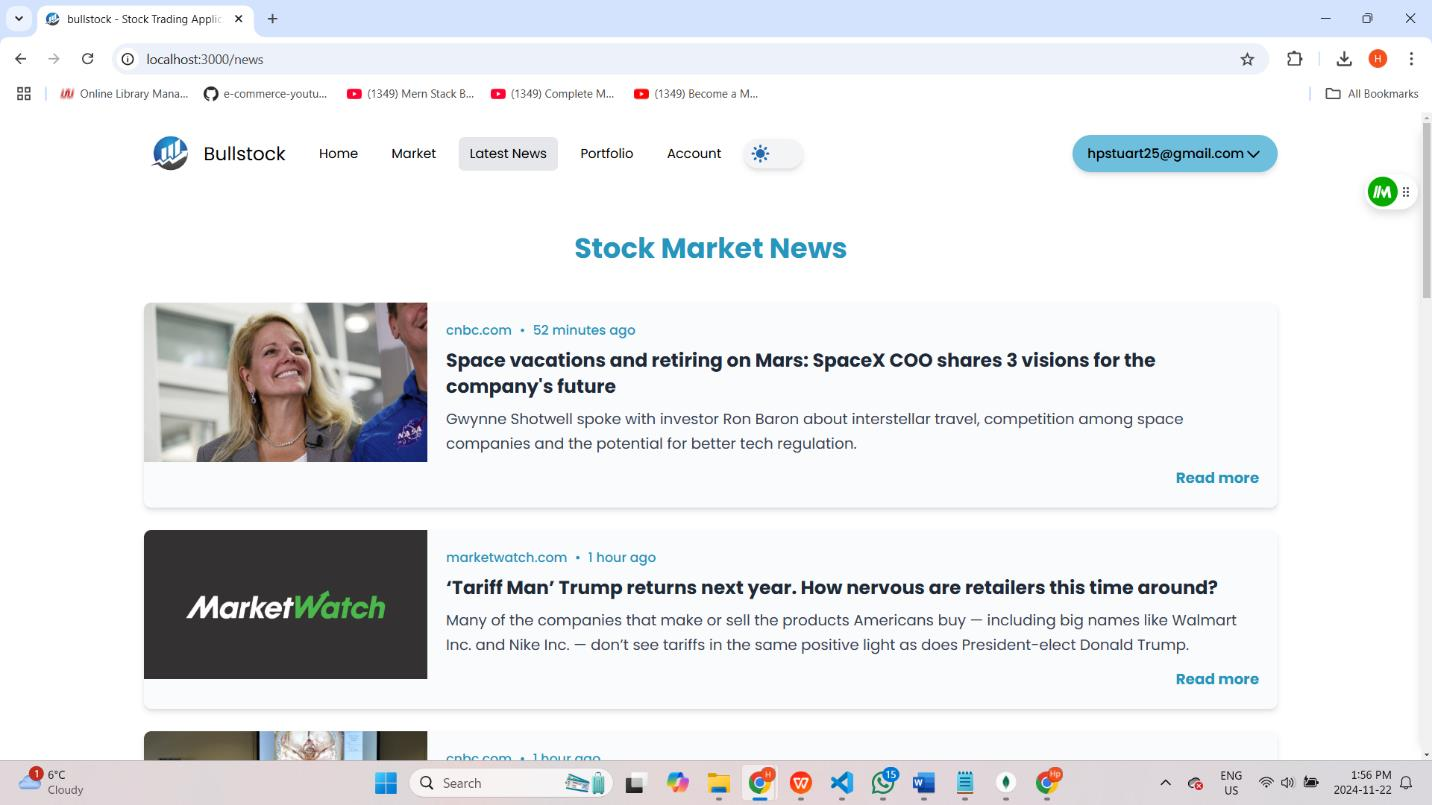 bullstock - Stock Trading Applic
localhost:3000/news
H
Online Library Mana...
e-commerce-youtu...
(1349) Mern Stack B...
(1349) Complete M...
(1349) Become a M...
All Bookmarks
Bullstock
Home
Market
Latest News
Portfolio
Account
hpstuart25@gmail.com
Stock Market News
cnbc.com • 52 minutes ago
Space vacations and retiring on Mars: SpaceX COO shares 3 visions for the
company's future
Gwynne Shotwell spoke with investor Ron Baron about interstellar travel, competition among space
companies and the potential for better tech regulation.
Read more
NASA
MarketWatch
marketwatch.com • 1 hour ago
‘Tariff Man’ Trump returns next year. How nervous are retailers this time around?
Many of the companies that make or sell the products Americans buy — including big names like Walmart
Inc. and Nike Inc. — don’t see tariffs in the same positive light as does President-elect Donald Trump.
Read more
cnbc.com • 1 hour ago
1
6°C
Cloudy
Search
H
15
Hp
ENG
US
1:56 PM
2024-11-22